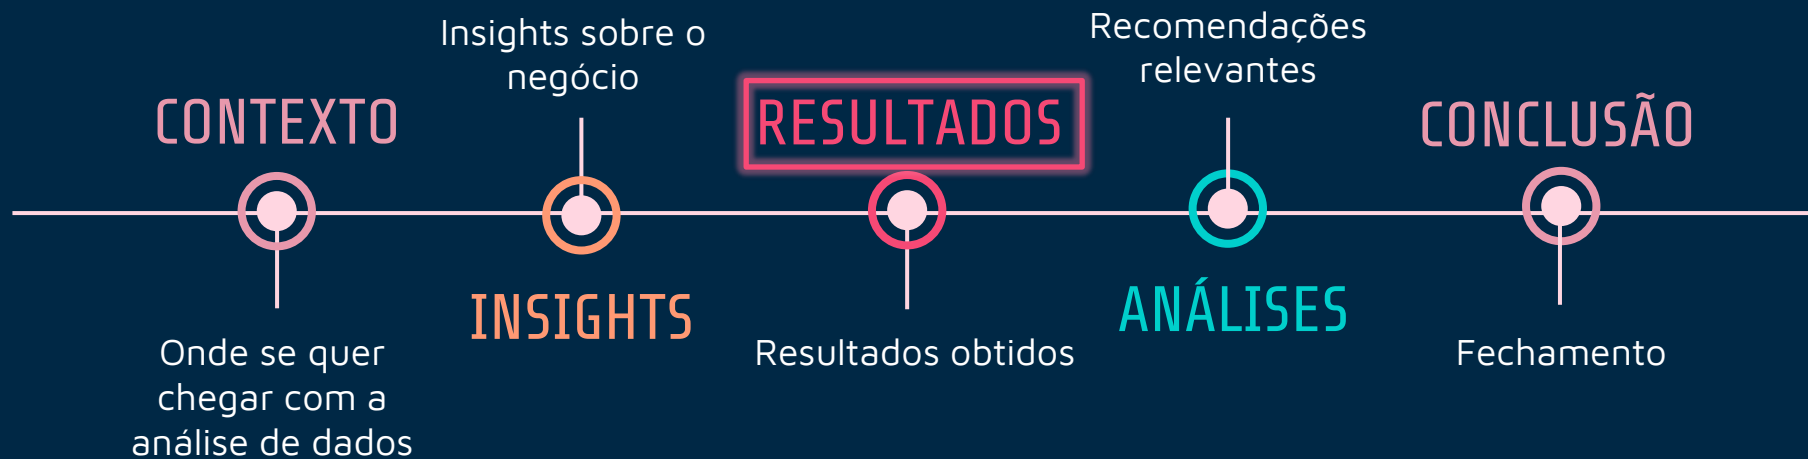 CONTEXTO
Onde se quer
chegar com a
análise de dados
Insights sobre o
negócio
INSIGHTS
RESULTADOS
Resultados obtidos
Recomendações
relevantes
ANÁLISES
CONCLUSÃO
Fechamento